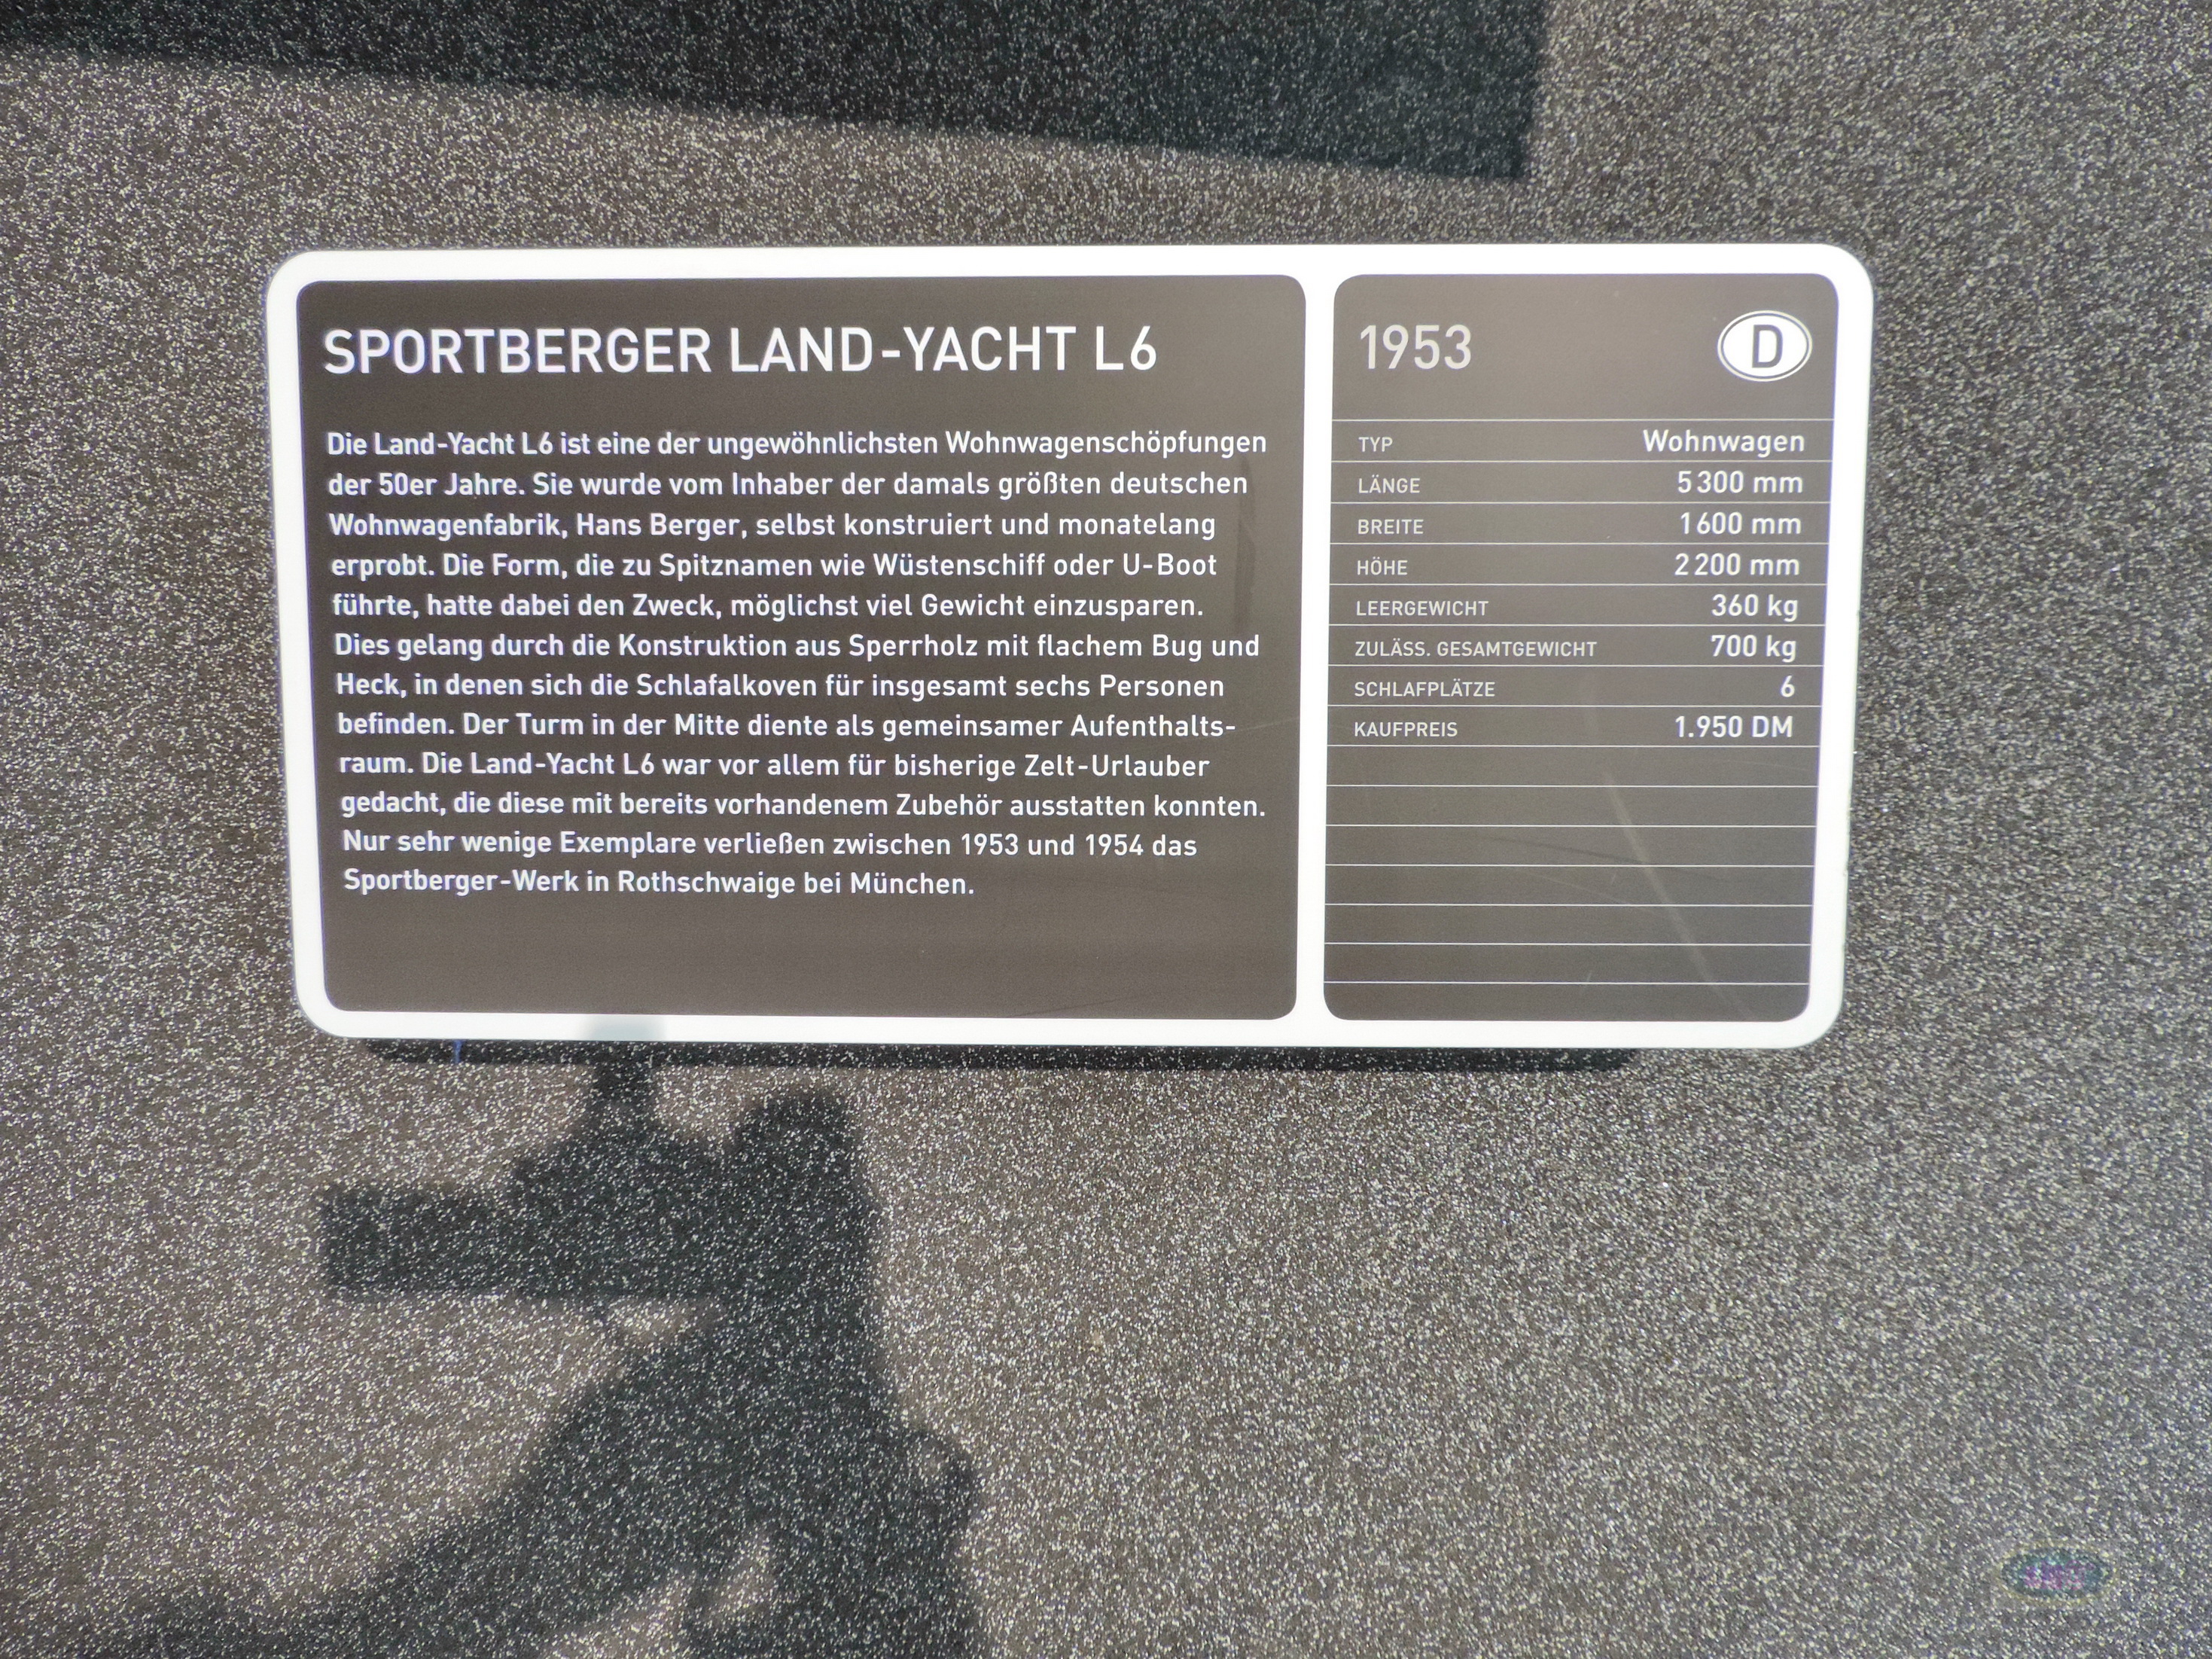 SPORTBERGER LAND-YACHT L6
Die Land-Yacht L6 ist eine der ungewöhnlichsten Wohnwagenschöpfungen
der 50er Jahre. Sie wurde vom Inhaber der damals größten deutschen
Wohnwagenfabrik, Hans Berger, selbst konstruiert und monatelang
erprobt. Die Form, die zu Spitznamen wie Wüstenschiff oder U-Boot
führte, hatte dabei den Zweck, möglichst viel Gewicht einzusparen.
Dies gelang durch die Konstruktion aus Sperrholz mit flachem Bug und
Heck, in denen sich die Schlafalkoven für insgesamt sechs Personen
befinden. Der Turm in der Mitte diente als gemeinsamer Aufenthalts-
raum. Die Land-Yacht L6 war vor allem für bisherige Zelt-Urlauber
gedacht, die diese mit bereits vorhandenem Zubehör ausstatten konnten.
Nur sehr wenige Exemplare verließen zwischen 1953 und 1954 das
Sportberger-Werk in Rothschwaige bei München.
1953 D
TYP Wohnwagen
LÄNGE 5 300 mm
BREITE 1 600 mm
HÖHE 2 200 mm
LEERGEWICHT 360 kg
ZULÄSS. GESAMTGEWICHT 700 kg
SCHLAFPLÄTZE 6
KAUFPREIS 1.950 DM